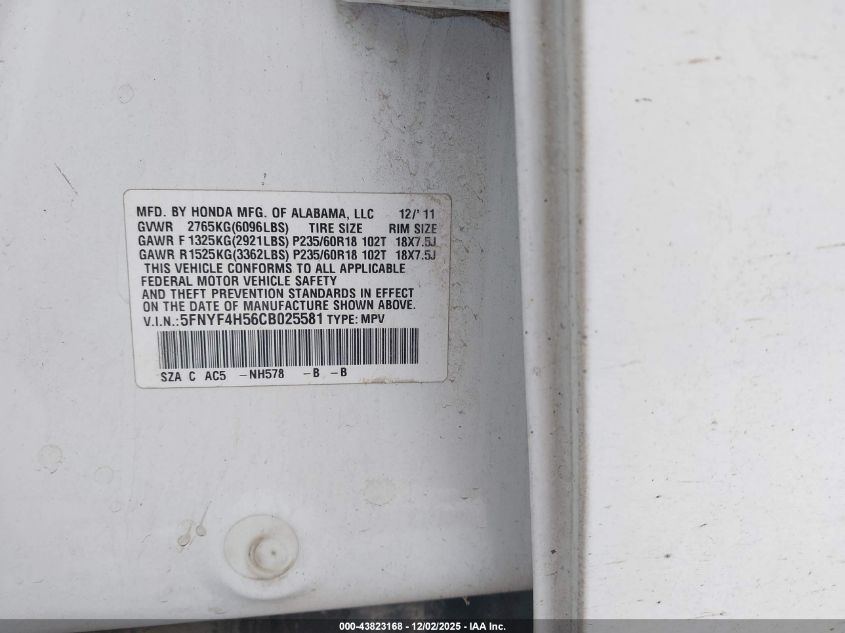 MFD. BY HONDA MFG. OF ALABAMA, LLC 12/'11
GVWR 2765KG(6096LBS) TIRE SIZE RIM SIZE
GAWR F 1325KG(2921LBS) P235/60R18 102T 18X7.5J
GAWR R1525KG(3362LBS) P235/60R18 102T 18X7.5J
THIS VEHICLE CONFORMS TO ALL APPLICABLE
FEDERAL MOTOR VEHICLE SAFETY
AND THEFT PREVENTION STANDARDS IN EFFECT
ON THE DATE OF MANUFACTURE SHOWN ABOVE.
V.I.N.:5FNYF4H56CB025581 TYPE: MPV
SZA C AC5 -NH578 -B -B
000-43823168 - 12/02/2025 - IAA Inc.